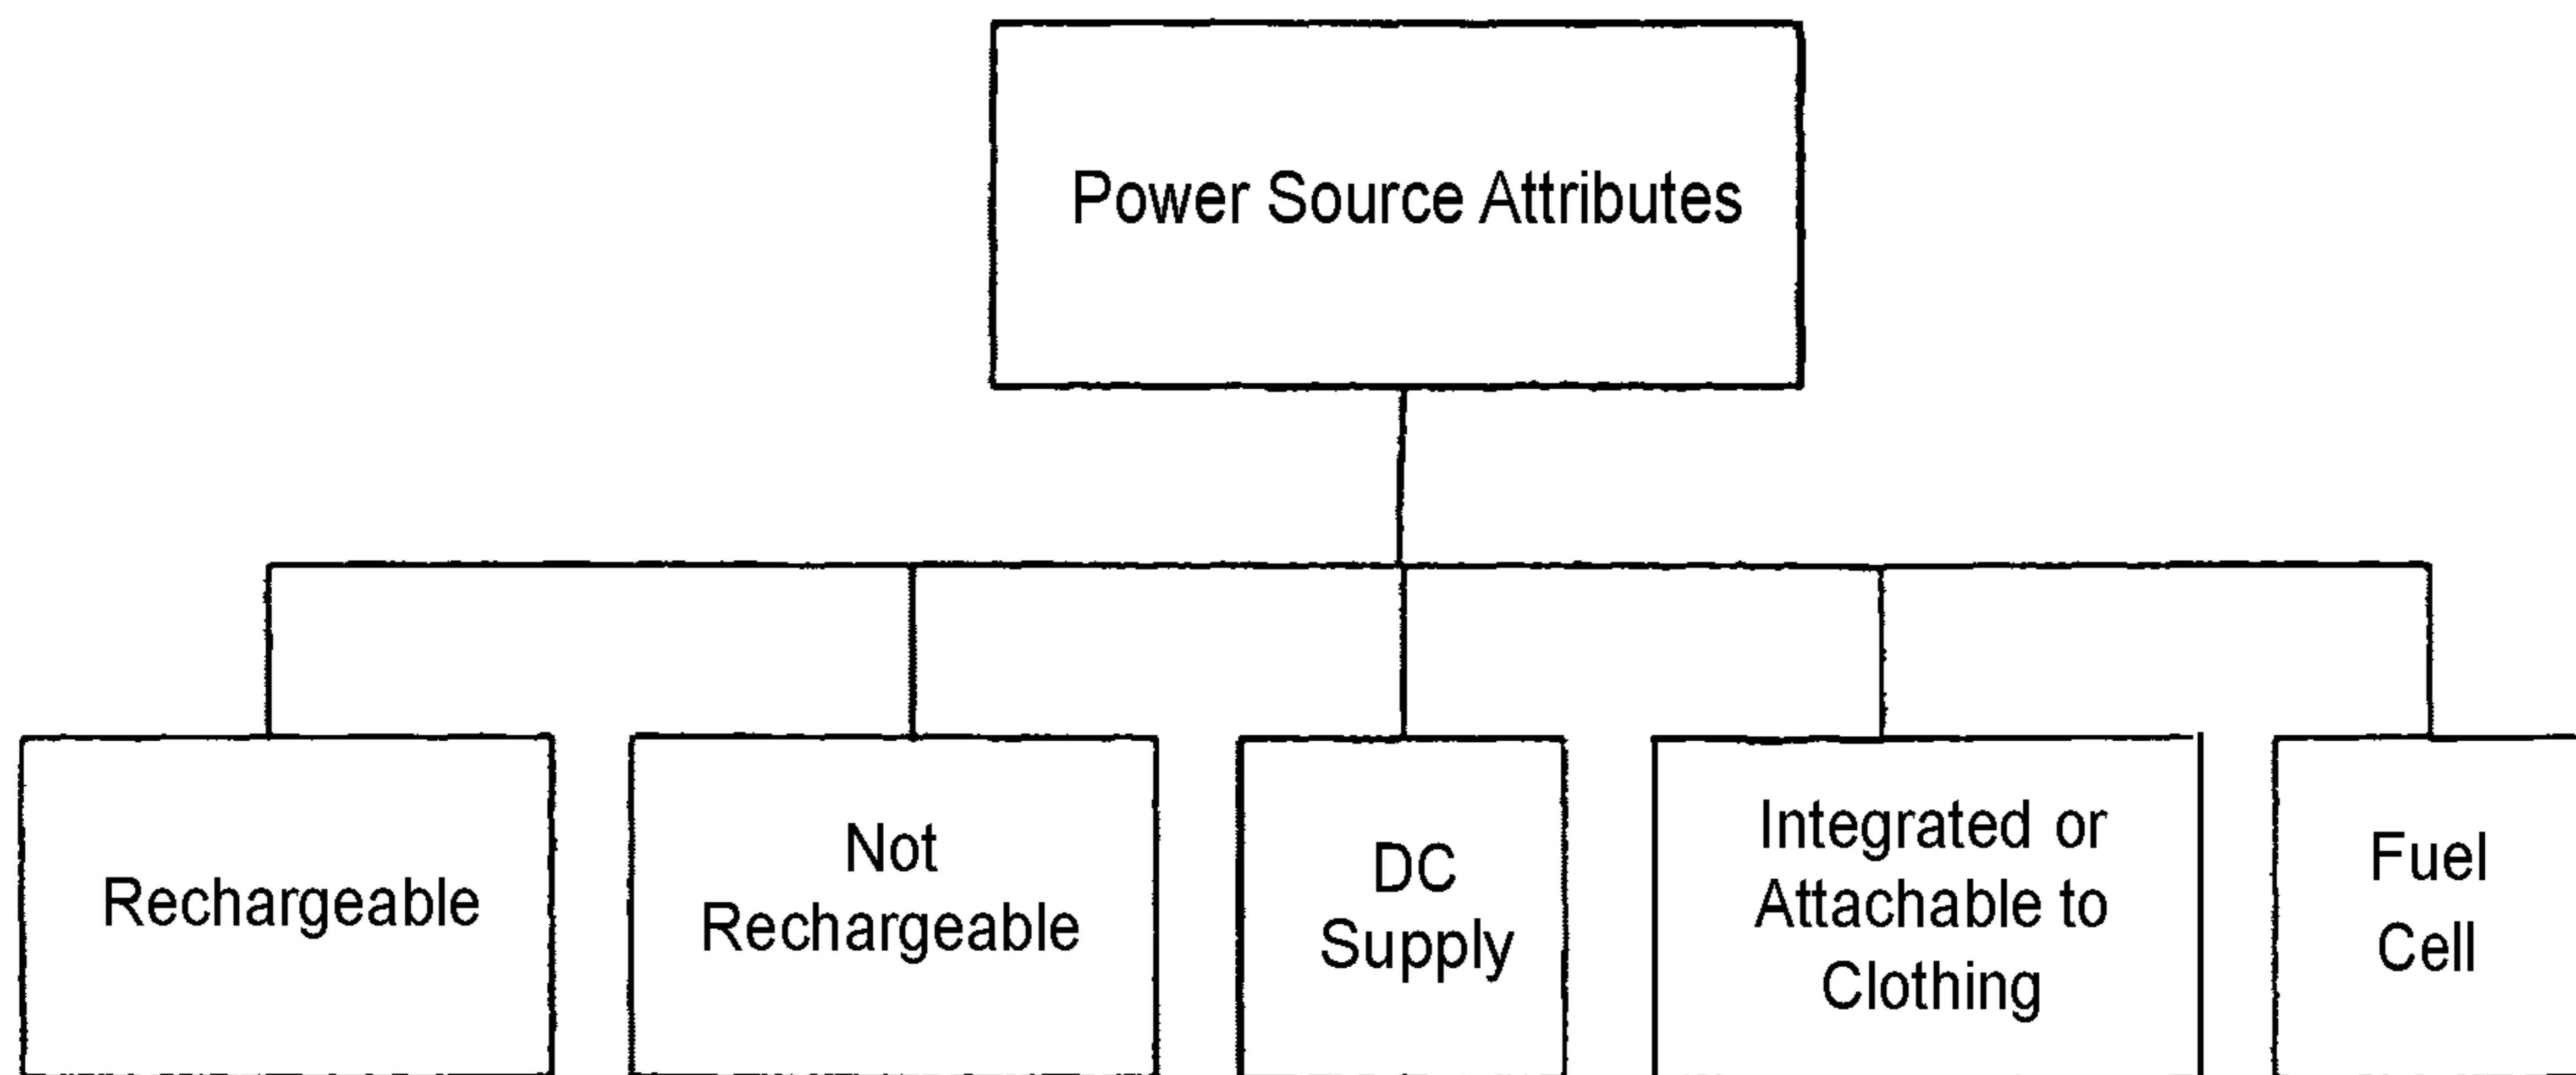 Power Source Attributes
Rechargeable
Not
Rechargeable
DC
Supply
Integrated or
Attachable to
Clothing
Fuel
Cell